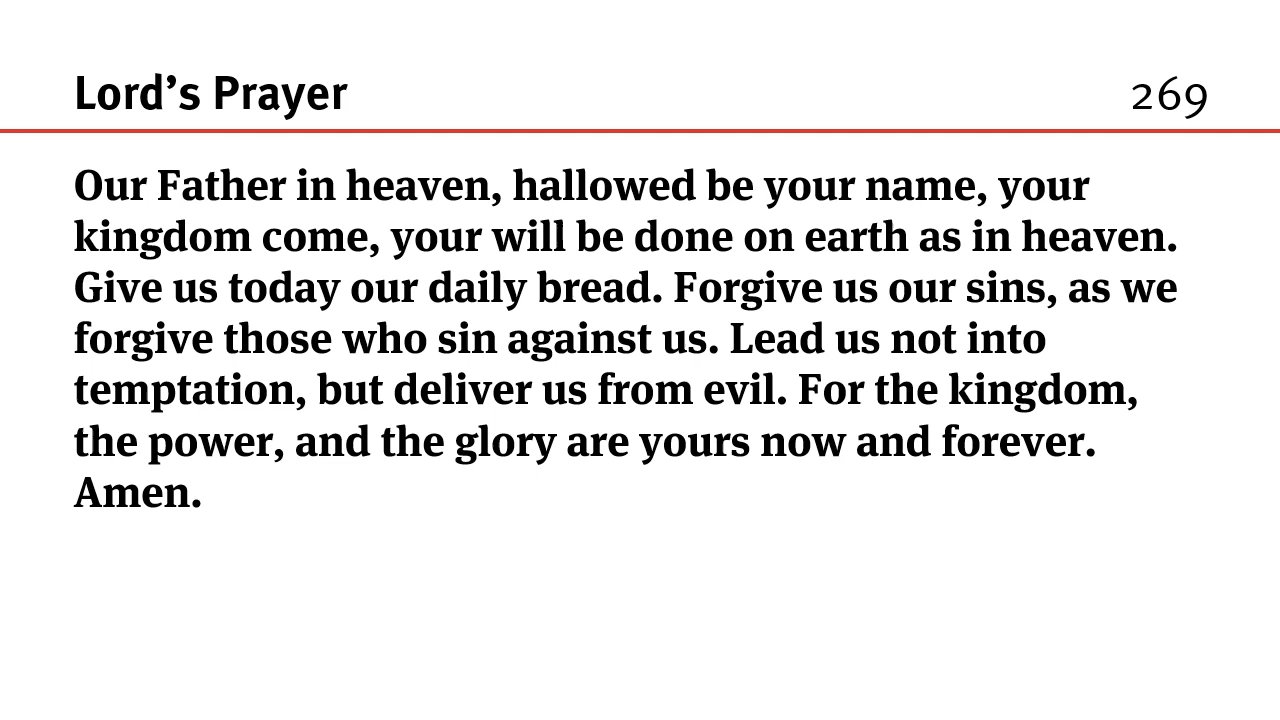 Lord’s Prayer 269
Our Father in heaven, hallowed be your name, your
kingdom come, your will be done on earth as in heaven.
Give us today our daily bread. Forgive us our sins, as we
forgive those who sin against us. Lead us not into
temptation, but deliver us from evil. For the kingdom,
the power, and the glory are yours now and forever.
Amen.